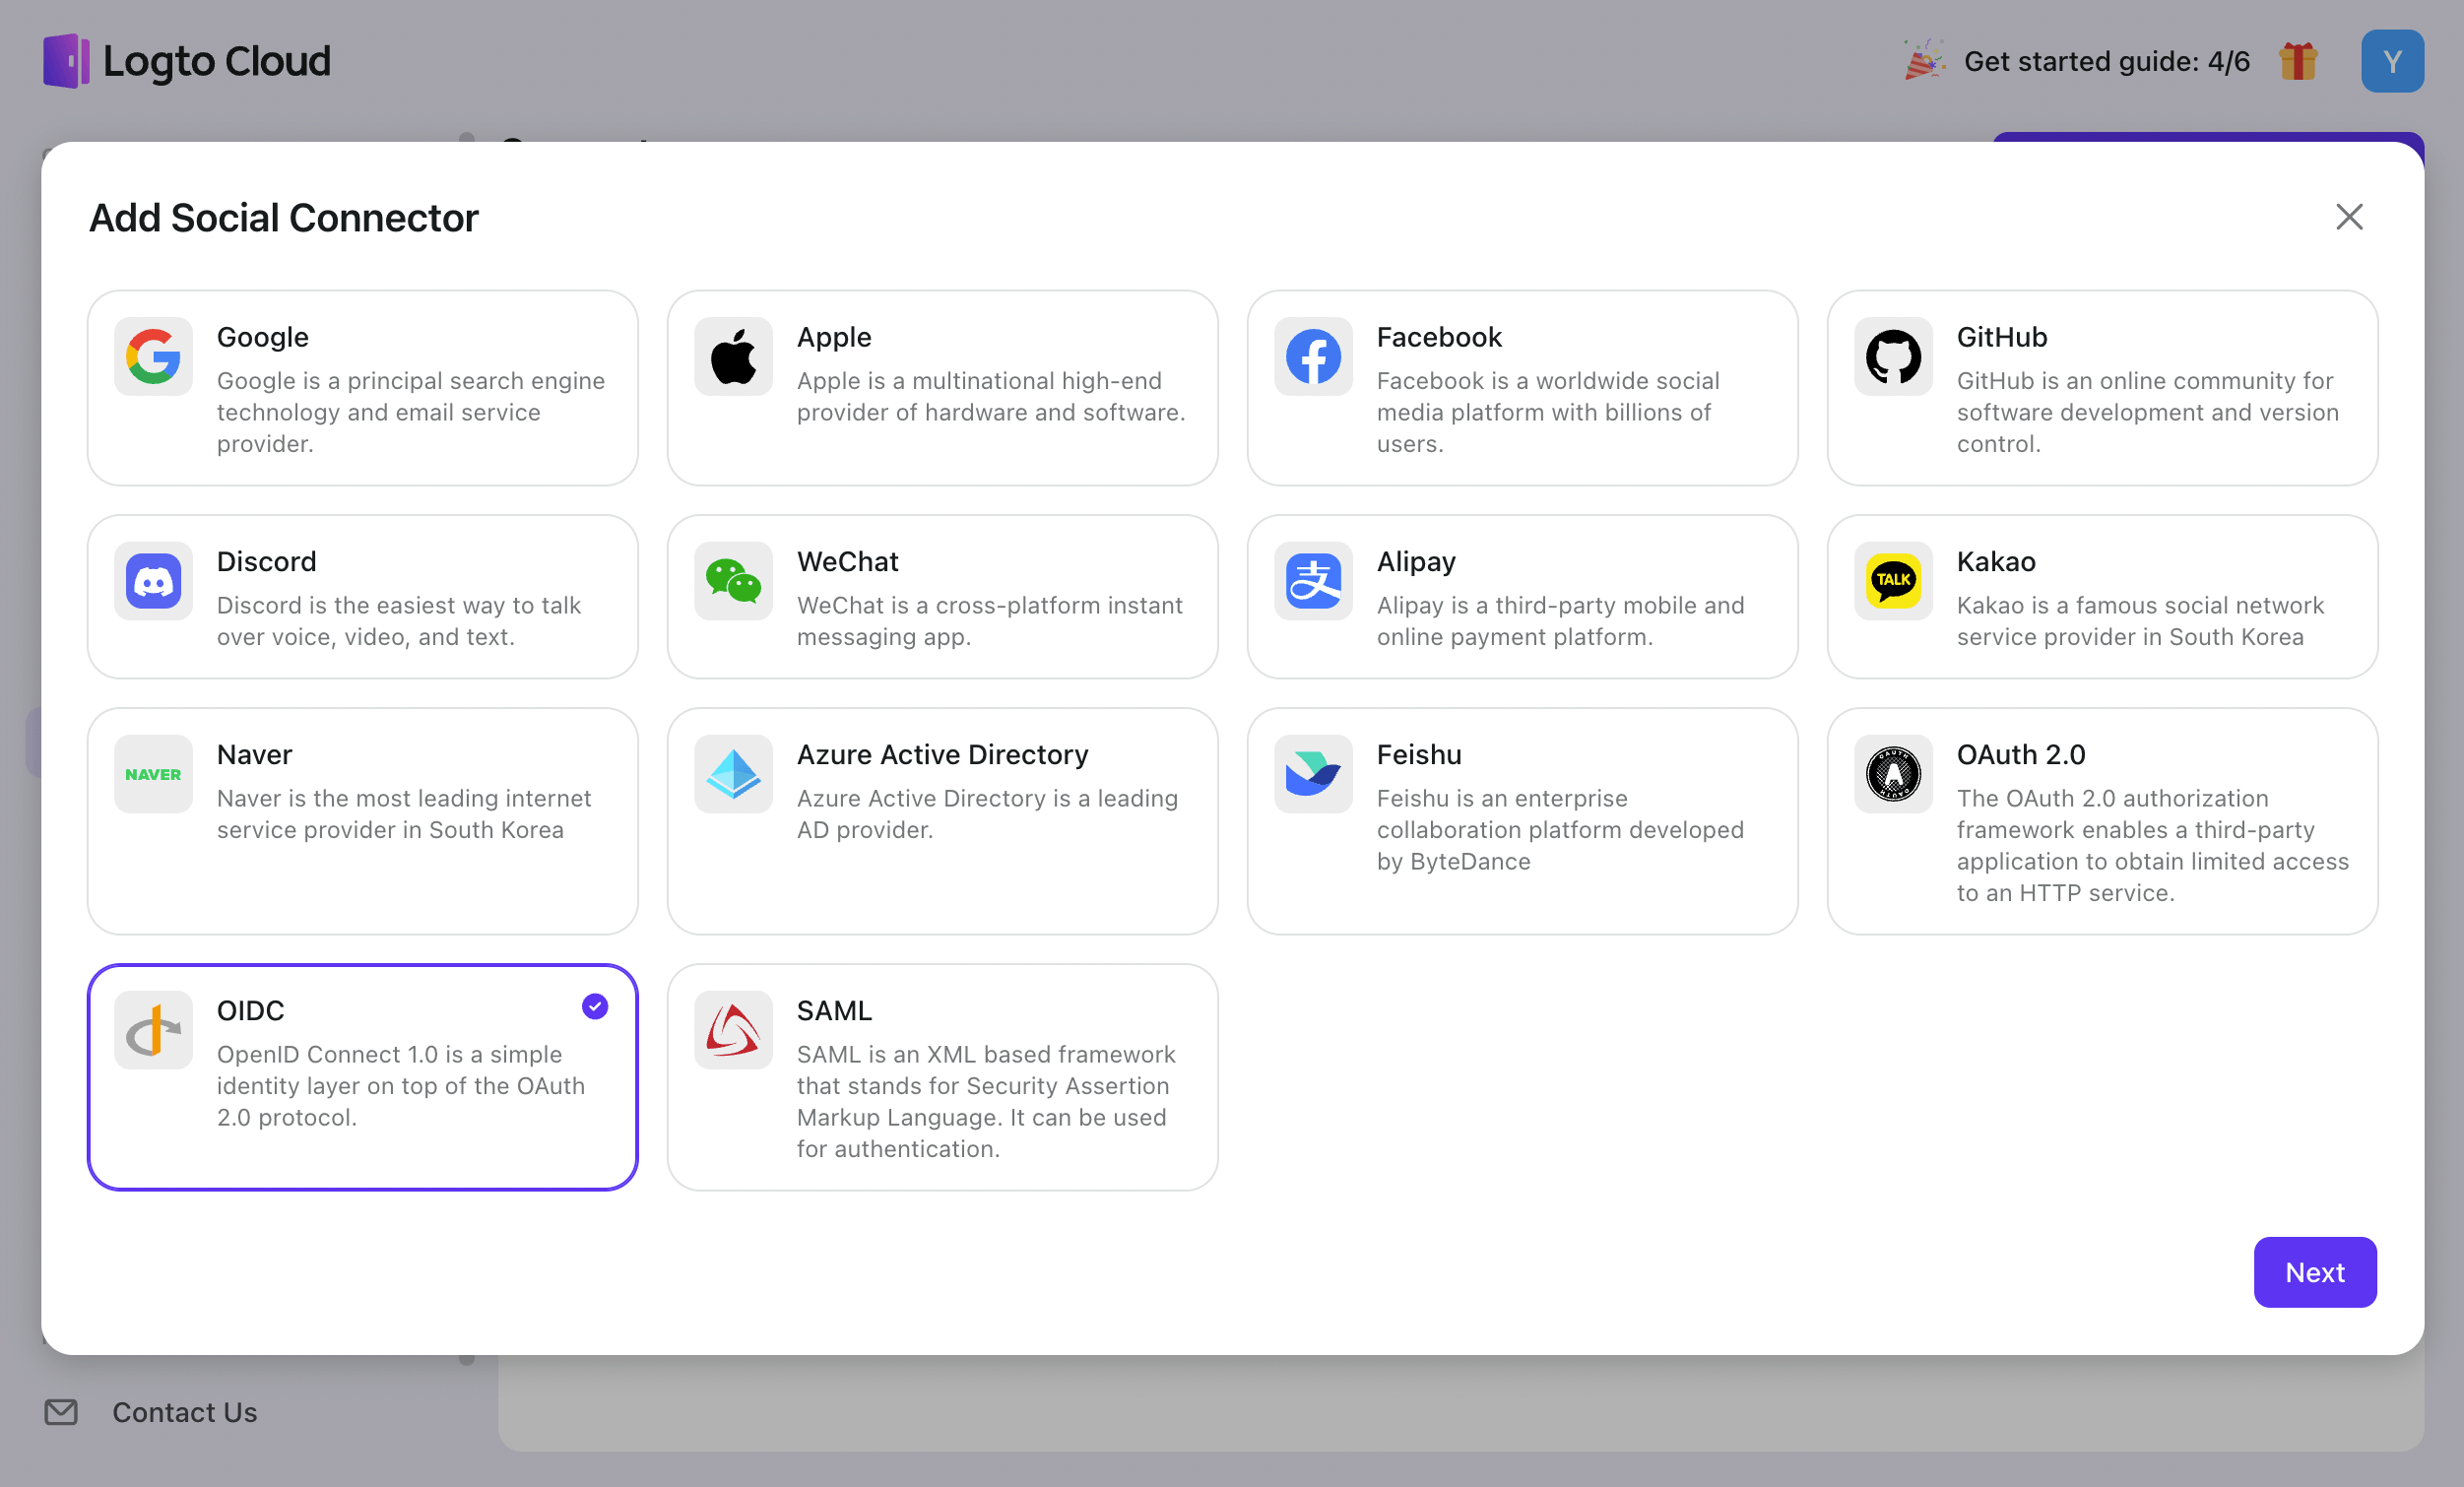 Logto Cloud
Get started guide: 4/6
Y
Add Social Connector
Google
Google is a principal search engine
technology and email service
provider.
Apple
Apple is a multinational high-end
provider of hardware and software.
Facebook
Facebook is a worldwide social
media platform with billions of
users.
GitHub
GitHub is an online community for
software development and version
control.
Discord
Discord is the easiest way to talk
over voice, video, and text.
WeChat
WeChat is a cross-platform instant
messaging app.
支
Alipay
Alipay is a third-party mobile and
online payment platform.
TALK
Kakao
Kakao is a famous social network
service provider in South Korea
NAVER
Naver
Naver is the most leading internet
service provider in South Korea
Azure Active Directory
Azure Active Directory is a leading
AD provider.
Feishu
Feishu is an enterprise
collaboration platform developed
by ByteDance
OAUTH
A
OAUTH
OAuth 2.0
The OAuth 2.0 authorization
framework enables a third-party
application to obtain limited access
to an HTTP service.
OIDC
OpenID Connect 1.0 is a simple
identity layer on top of the OAuth
2.0 protocol.
SAML
SAML is an XML based framework
that stands for Security Assertion
Markup Language. It can be used
for authentication.
Next
Contact Us